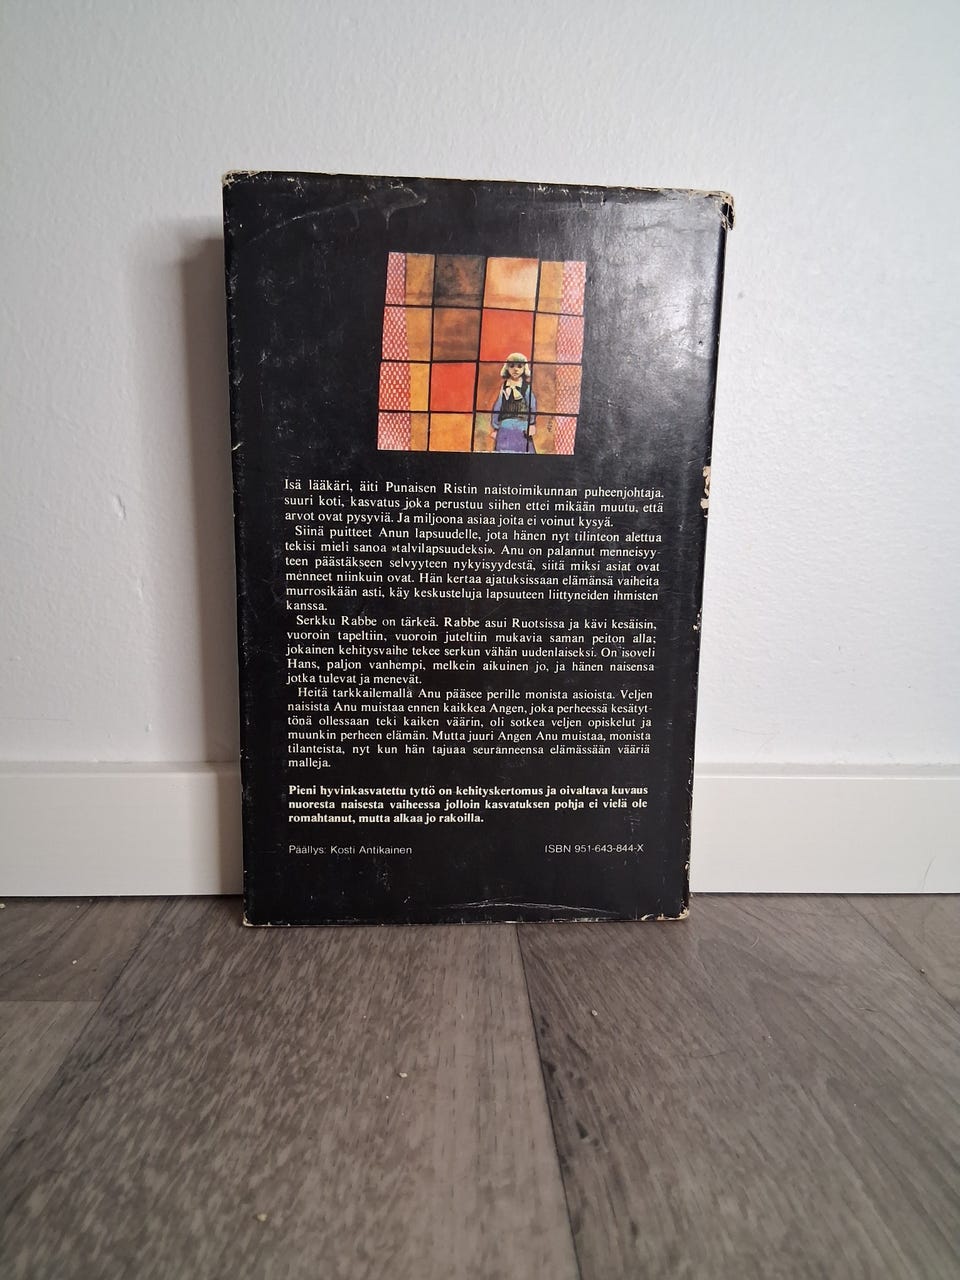 Isä lääkäri, äiti Punaisen Ristin naistoimikunnan puheenjohtaja,
suuri koti, kasvatus joka perustuu siihen ettei mikään muutu, että
arvot ovat pysyviä. Ja miljoona asiaa joita ei voinut kysyä.
Siinä puitteet Anun lapsuudelle, jota hänen nyt tilinteon alettua
tekisi mieli sanoa »talvilapsuudeksi». Anu on palannut menneisyy-
teen päästäkseen selvyyteen nykyisyydestä, siitä miksi asiat ovat
menneet niinkuin ovat. Hän kertaa ajatuksissaan elämänsä vaiheita
murrosikään asti, käy keskusteluja lapsuuteen liittyneiden ihmisten
kanssa.
Serkku Rabbe on tärkeä. Rabbe asui Ruotsissa ja kävi kesäisin,
vuoroin tapeltiin, vuoroin juteltiin mukavia saman peiton alla;
jokainen kehitysvaihe tekee serkun vähän uudenlaiseksi. On isoveli
Hans, paljon vanhempi, melkein aikuinen jo, ja hänen naisensa
jotka tulevat ja menevät.
Heitä tarkkailemalla Anu pääsee perille monista asioista. Veljen
naisista Anu muistaa ennen kaikkea Angen, joka perheessä kesätyt-
tönä ollessaan teki kaiken väärin, oli sotkea veljen opiskelut ja
muunkin perheen elämän. Mutta juuri Angen Anu muistaa, monista
tilanteista, nyt kun hän tajuaa seuranneensa elämässään vääriä
malleja.
Pieni hyvinkasvatettu tyttö on kehityskertomus ja oivaltava kuvaus
nuoresta naisesta vaiheessa jolloin kasvatuksen pohja ei vielä ole
romahtanut, mutta alkaa jo rakoilla.
Päällys: Kosti Antikainen
ISBN 951-643-844-X